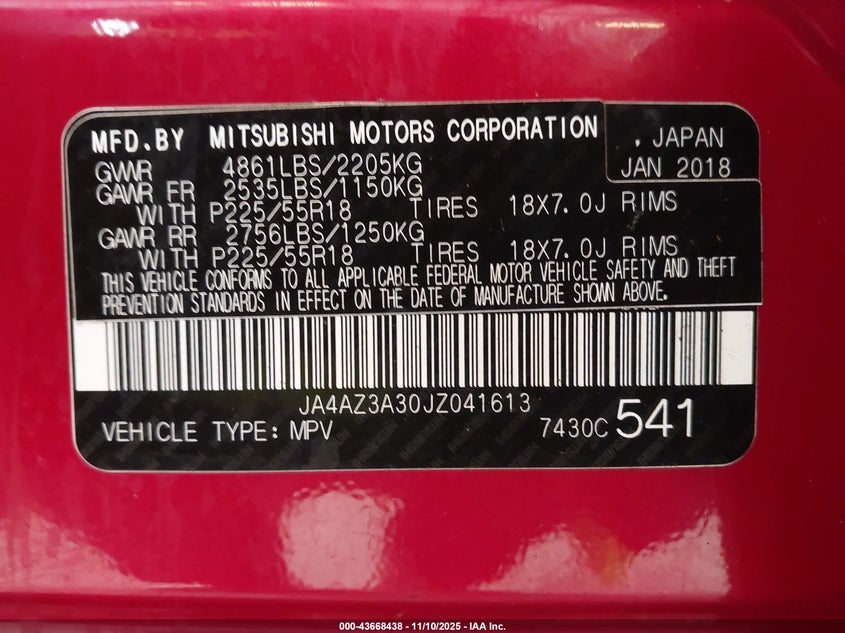 MFD.BY MITSUBISHI MOTORS CORPORATION , JAPAN
GVWR 4861LBS/2205KG JAN 2018
GAWR FR 2535LBS/1150KG
WITH P225/55R18 TIRES 18X7.0J RIMS
GAWR RR 2756LBS/1250KG
WITH P225/55R18 TIRES 18X7.0J RIMS
THIS VEHICLE CONFORMS TO ALL APPLICABLE FEDERAL MOTOR VEHICLE SAFETY AND THEFT
PREVENTION STANDARDS IN EFFECT ON THE DATE OF MANUFACTURE SHOWN ABOVE.
JA4AZ3A30JZ041613
VEHICLE TYPE: MPV 7430C 541
000-43668438 - 11/10/2025 - IAA Inc.